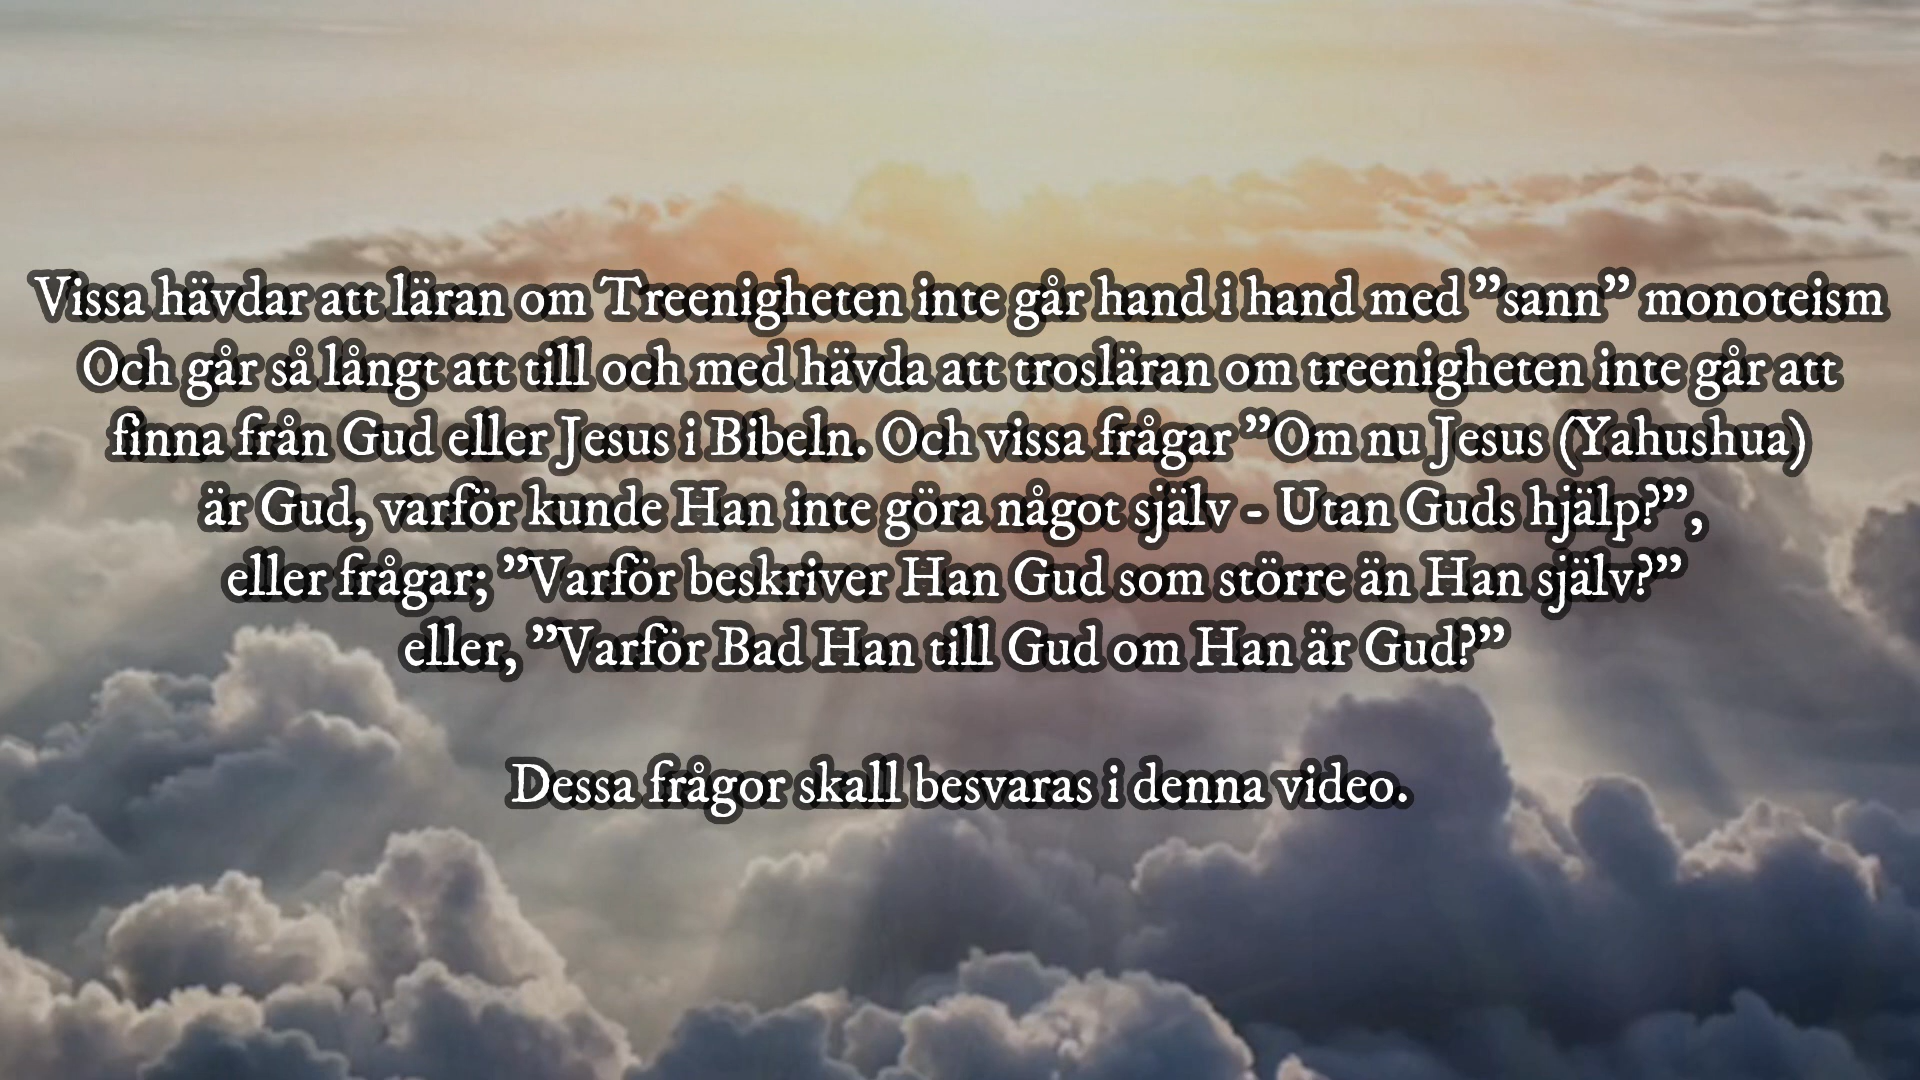 Vissa hävdar att läran om Treenigheten inte går hand i hand med ”sann” monoteism
Och går så långt att till och med hävda att trosläran om treenigheten inte går att
finna från Gud eller Jesus i Bibeln. Och vissa frågar ”Om nu Jesus (Yahushua)
är Gud, varför kunde Han inte göra något själv - Utan Guds hjälp?”,
eller frågar; ”Varför beskriver Han Gud som större än Han själv?”
eller, ”Varför Bad Han till Gud om Han är Gud?”
Dessa frågor skall besvaras i denna video.